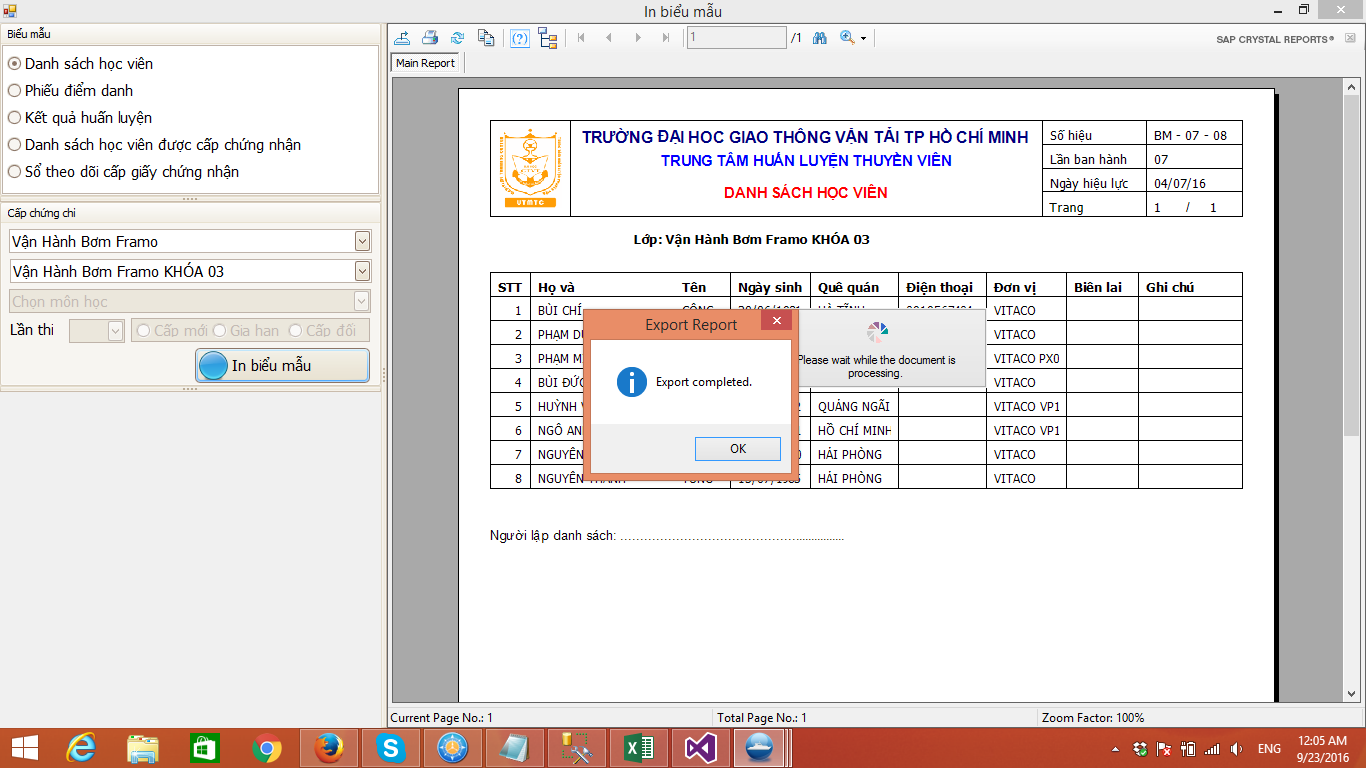 In biểu mẫu
Biểu mẫu
Danh sách học viên
Phiếu điểm danh
Kết quả huấn luyện
Danh sách học viên được cấp chứng nhận
Sổ theo dõi cấp giấy chứng nhận
Cấp chứng chỉ
Vận Hành Bơm Framo
Vận Hành Bơm Framo KHÓA 03
Chọn môn học
Lần thi Cấp mới Gia hạn Cấp đổi
In biểu mẫu
1 /1
SAP CRYSTAL REPORTS®
Main Report
UTMTC
TRƯỜNG ĐẠI HỌC GIAO THÔNG VẬN TẢI TP HỒ CHÍ MINH
TRUNG TÂM HUẤN LUYỆN THUYỀN VIÊN
DANH SÁCH HỌC VIÊN
Số hiệu BM - 07 - 08
Lần ban hành 07
Ngày hiệu lực 04/07/16
Trang 1 / 1
Lớp: Vận Hành Bơm Framo KHÓA 03
STT Họ và Tên Ngày sinh Quê quán Điện thoại Đơn vị Biên lai Ghi chú
1 BÙI CHÍ VITACO
2 PHẠM VITACO
3 PHẠM VITACO PX0
4 BÙI ĐỨC VITACO
5 HUỲNH QUẢNG NGÃI VITACO VP1
6 NGÔ HỒ CHÍ MINH VITACO VP1
7 NGUYỄN HẢI PHÒNG VITACO
8 NGUYỄN HẢI PHÒNG VITACO
Export Report
Export completed.
OK
Please wait while the document is
processing.
Người lập danh sách: ...............................................................
Current Page No.: 1 Total Page No.: 1 Zoom Factor: 100%
ENG
12:05 AM
9/23/2016